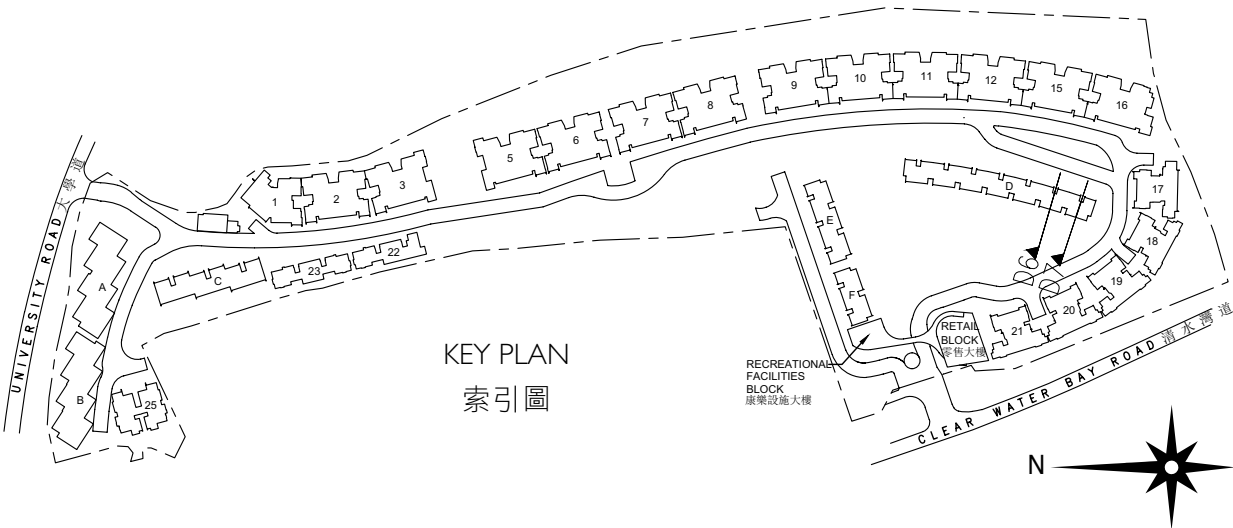 UNIVERSITY ROAD 大學道
1
2
3
5
6
7
8
9
10
11
12
15
16
17
18
19
20
21
22
23
25
A
B
C
D
E
F
RETAIL
BLOCK
零售大樓
RECREATIONAL
FACILITIES
BLOCK
康樂設施大樓
CLEAR WATER BAY ROAD 清水灣道
KEY PLAN
索引圖
N